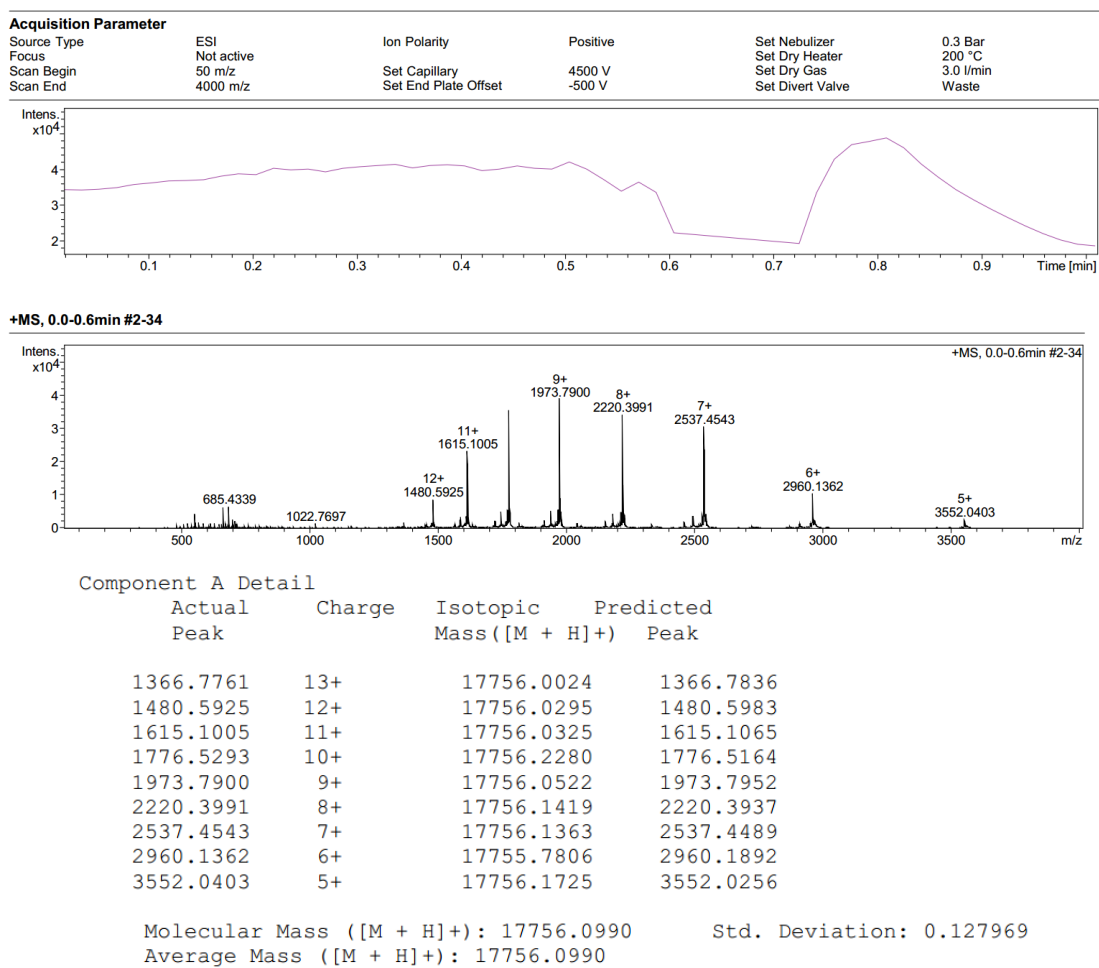 Acquisition Parameter
Source Type ESI Ion Polarity Positive Set Nebulizer 0.3 Bar
Focus Not active Set Dry Heater 200 °C
Scan Begin 50 m/z Set Capillary 4500 V Set Dry Gas 3.0 l/min
Scan End 4000 m/z Set End Plate Offset -500 V Set Divert Valve Waste
Intens.
x10⁴
4
3
2
0.1 0.2 0.3 0.4 0.5 0.6 0.7 0.8 0.9 Time [min]
+MS, 0.0-0.6min #2-34
Intens.
x10⁴
+MS, 0.0-0.6min #2-34
9+
1973.7900
8+
2220.3991
7+
2537.4543
11+
1615.1005
12+
1480.5925
6+
2960.1362
5+
3552.0403
685.4339
1022.7697
4
3
2
1
0
500 1000 1500 2000 2500 3000 3500 m/z
Component A Detail
Actual Charge Isotopic Predicted
Peak Mass([M + H]+) Peak
1366.7761 13+ 17756.0024 1366.7836
1480.5925 12+ 17756.0295 1480.5983
1615.1005 11+ 17756.0325 1615.1065
1776.5293 10+ 17756.2280 1776.5164
1973.7900 9+ 17756.0522 1973.7952
2220.3991 8+ 17756.1419 2220.3937
2537.4543 7+ 17756.1363 2537.4489
2960.1362 6+ 17755.7806 2960.1892
3552.0403 5+ 17756.1725 3552.0256
Molecular Mass ([M + H]+): 17756.0990 Std. Deviation: 0.127969
Average Mass ([M + H]+): 17756.0990